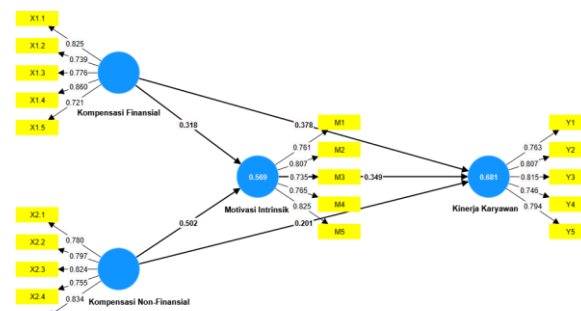 X1.1
0.825
X1.2
0.739
X1.3
0.776
X1.4
0.860
X1.5
0.721
Kompensasi Finansial
0.318
0.378
M1
0.761
M2
0.807
M3
0.735
0.349
M4
0.765
M5
0.825
0.569
Motivasi Intrinsik
Y1
0.763
Y2
0.807
Y3
0.815
Y4
0.746
Y5
0.794
0.681
Kinerja Karyawan
0.502
0.201
X2.1
0.780
X2.2
0.797
X2.3
0.824
X2.4
0.755
0.834
Kompensasi Non-Finansial